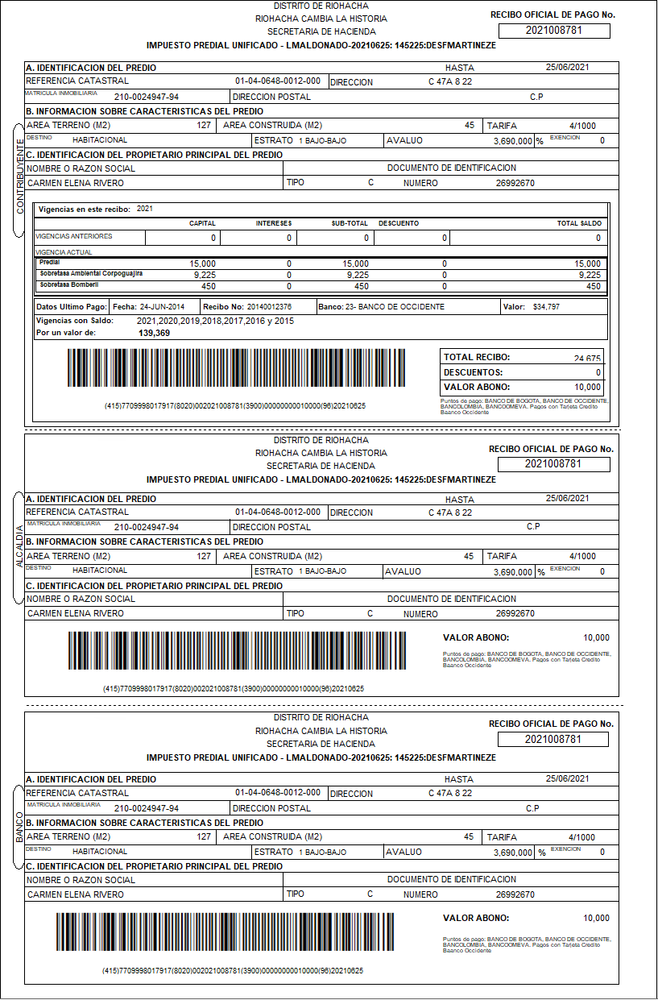 DISTRITO DE RIOHACHA
RIOHACHA CAMBIA LA HISTORIA
SECRETARIA DE HACIENDA
IMPUESTO PREDIAL UNIFICADO - LMALDONADO-20210625: 145225:DESFMARTINEZE
RECIBO OFICIAL DE PAGO No.
2021008781
CONTRIBUYENTE
A. IDENTIFICACION DEL PREDIO HASTA 25/06/2021
REFERENCIA CATASTRAL 01-04-0648-0012-000 DIRECCION C 47A 8 22
MATRICULA INMOBILIARIA 210-0024947-94 DIRECCION POSTAL C.P
B. INFORMACION SOBRE CARACTERISTICAS DEL PREDIO
AREA TERRENO (M2) 127 AREA CONSTRUIDA (M2) 45 TARIFA 4/1000
DESTINO HABITACIONAL ESTRATO 1 BAJO-BAJO AVALUO 3,690,000 % EXENCION 0
C. IDENTIFICACION DEL PROPIETARIO PRINCIPAL DEL PREDIO
NOMBRE O RAZON SOCIAL DOCUMENTO DE IDENTIFICACION
CARMEN ELENA RIVERO TIPO C NUMERO 26992670
Vigencias en este recibo: 2021
CAPITAL INTERESES SUB-TOTAL DESCUENTO TOTAL SALDO
VIGENCIAS ANTERIORES 0 0 0 0 0
VIGENCIA ACTUAL
Predial 15,000 0 15,000 0 15,000
Sobretasa Ambiental Corpoguajira 9,225 0 9,225 0 9,225
Sobretasa Bomberil 450 0 450 0 450
Datos Ultimo Pago: Fecha: 24-JUN-2014 Recibo No: 20140012376 Banco: 23- BANCO DE OCCIDENTE Valor: $34,797
Vigencias con Saldo: 2021,2020,2019,2018,2017,2016 y 2015
Por un valor de: 139,369
TOTAL RECIBO: 24,675
DESCUENTOS: 0
VALOR ABONO: 10,000
(415)7709998017917(8020)002021008781(3900)00000000010000(96)20210625
Puntos de pago: BANCO DE BOGOTA, BANCO DE OCCIDENTE,
BANCOLOMBIA, BANCOOMEVA. Pagos con Tarjeta Credito
Baanco Occidente
DISTRITO DE RIOHACHA
RIOHACHA CAMBIA LA HISTORIA
SECRETARIA DE HACIENDA
IMPUESTO PREDIAL UNIFICADO - LMALDONADO-20210625: 145225:DESFMARTINEZE
RECIBO OFICIAL DE PAGO No.
2021008781
ALCALDIA
A. IDENTIFICACION DEL PREDIO HASTA 25/06/2021
REFERENCIA CATASTRAL 01-04-0648-0012-000 DIRECCION C 47A 8 22
MATRICULA INMOBILIARIA 210-0024947-94 DIRECCION POSTAL C.P
B. INFORMACION SOBRE CARACTERISTICAS DEL PREDIO
AREA TERRENO (M2) 127 AREA CONSTRUIDA (M2) 45 TARIFA 4/1000
DESTINO HABITACIONAL ESTRATO 1 BAJO-BAJO AVALUO 3,690,000 % EXENCION 0
C. IDENTIFICACION DEL PROPIETARIO PRINCIPAL DEL PREDIO
NOMBRE O RAZON SOCIAL DOCUMENTO DE IDENTIFICACION
CARMEN ELENA RIVERO TIPO C NUMERO 26992670
VALOR ABONO: 10,000
Puntos de pago: BANCO DE BOGOTA, BANCO DE OCCIDENTE,
BANCOLOMBIA, BANCOOMEVA. Pagos con Tarjeta Credito
Baanco Occidente
(415)7709998017917(8020)002021008781(3900)00000000010000(96)20210625
DISTRITO DE RIOHACHA
RIOHACHA CAMBIA LA HISTORIA
SECRETARIA DE HACIENDA
IMPUESTO PREDIAL UNIFICADO - LMALDONADO-20210625: 145225:DESFMARTINEZE
RECIBO OFICIAL DE PAGO No.
2021008781
BANCO
A. IDENTIFICACION DEL PREDIO HASTA 25/06/2021
REFERENCIA CATASTRAL 01-04-0648-0012-000 DIRECCION C 47A 8 22
MATRICULA INMOBILIARIA 210-0024947-94 DIRECCION POSTAL C.P
B. INFORMACION SOBRE CARACTERISTICAS DEL PREDIO
AREA TERRENO (M2) 127 AREA CONSTRUIDA (M2) 45 TARIFA 4/1000
DESTINO HABITACIONAL ESTRATO 1 BAJO-BAJO AVALUO 3,690,000 % EXENCION 0
C. IDENTIFICACION DEL PROPIETARIO PRINCIPAL DEL PREDIO
NOMBRE O RAZON SOCIAL DOCUMENTO DE IDENTIFICACION
CARMEN ELENA RIVERO TIPO C NUMERO 26992670
VALOR ABONO: 10,000
Puntos de pago: BANCO DE BOGOTA, BANCO DE OCCIDENTE,
BANCOLOMBIA, BANCOOMEVA. Pagos con Tarjeta Credito
Baanco Occidente
(415)7709998017917(8020)002021008781(3900)00000000010000(96)20210625